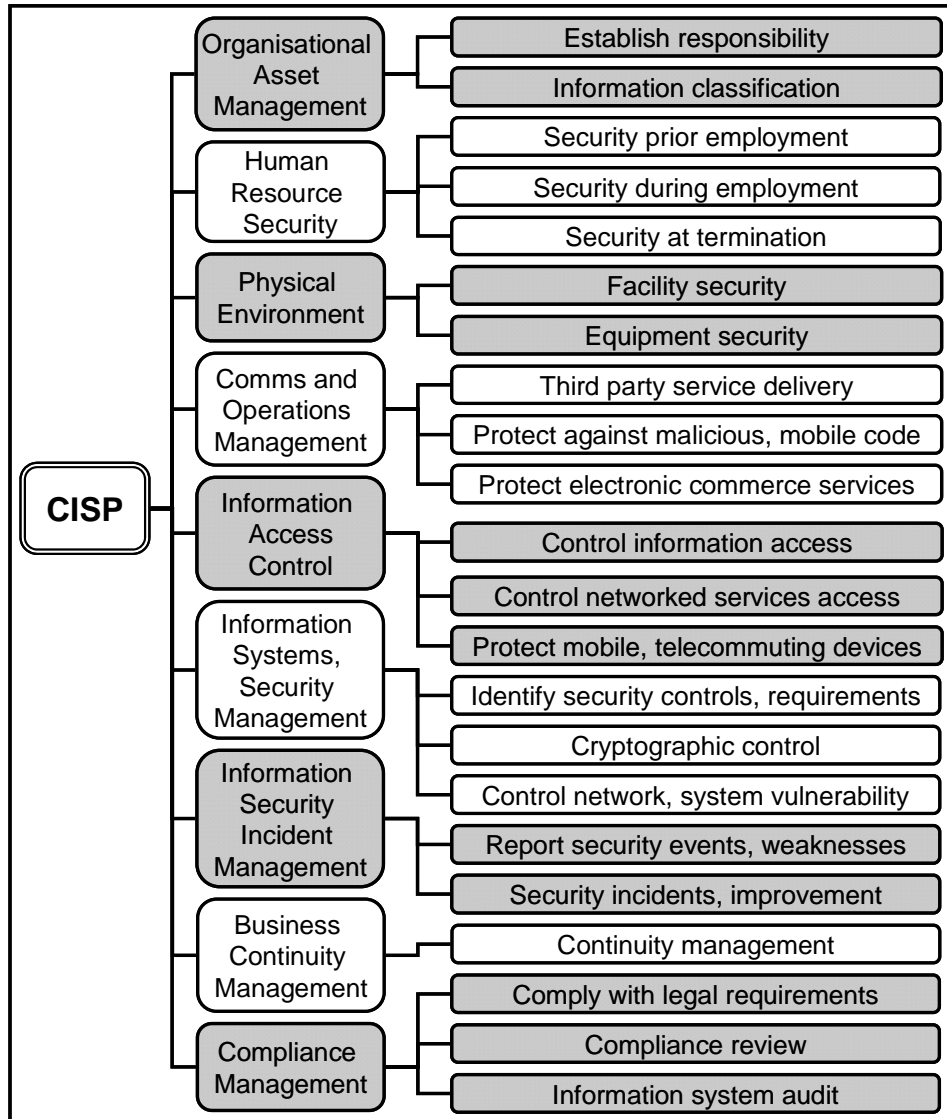 CISP
Organisational
Asset
Management
Establish responsibility
Information classification
Human
Resource
Security
Security prior employment
Security during employment
Security at termination
Physical
Environment
Facility security
Equipment security
Comms and
Operations
Management
Third party service delivery
Protect against malicious, mobile code
Protect electronic commerce services
Information
Access
Control
Control information access
Control networked services access
Protect mobile, telecommuting devices
Information
Systems,
Security
Management
Identify security controls, requirements
Cryptographic control
Control network, system vulnerability
Information
Security
Incident
Management
Report security events, weaknesses
Security incidents, improvement
Business
Continuity
Management
Continuity management
Compliance
Management
Comply with legal requirements
Compliance review
Information system audit